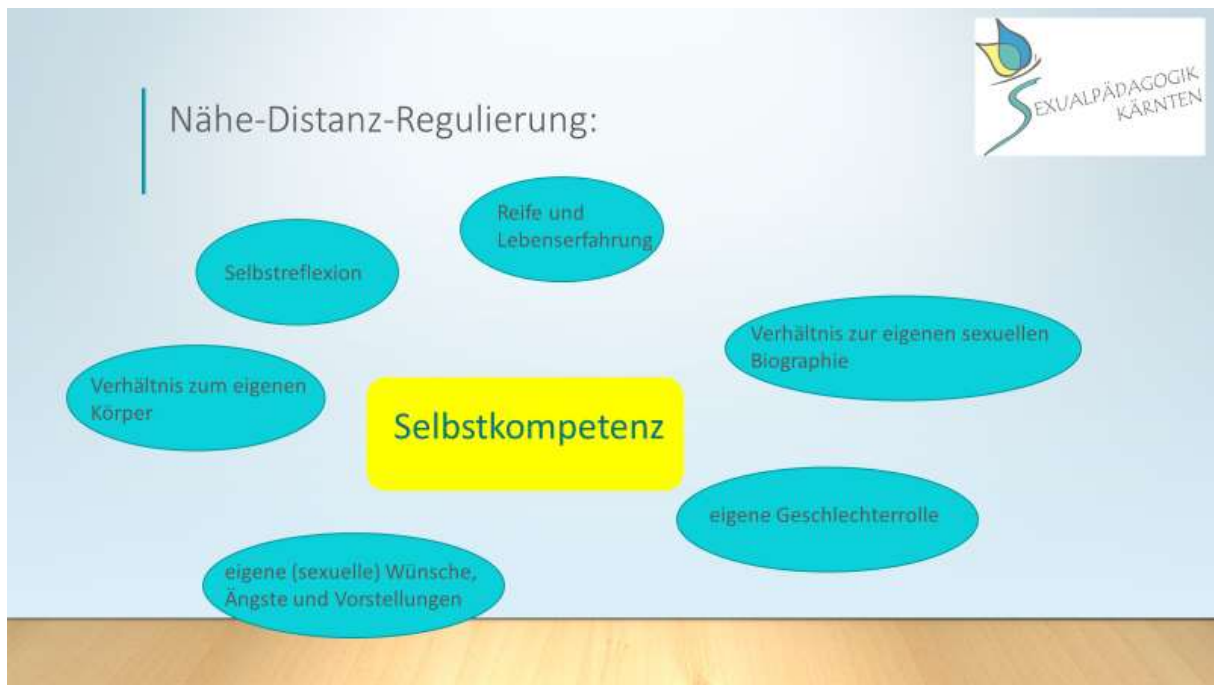 SEXUALPÄDAGOGIK
KÄRNTEN
Nähe-Distanz-Regulierung:
Reife und
Lebenserfahrung
Selbstreflexion
Verhältnis zur eigenen sexuellen
Biographie
Verhältnis zum eigenen
Körper
Selbstkompetenz
eigene Geschlechterrolle
eigene (sexuelle) Wünsche,
Ängste und Vorstellungen